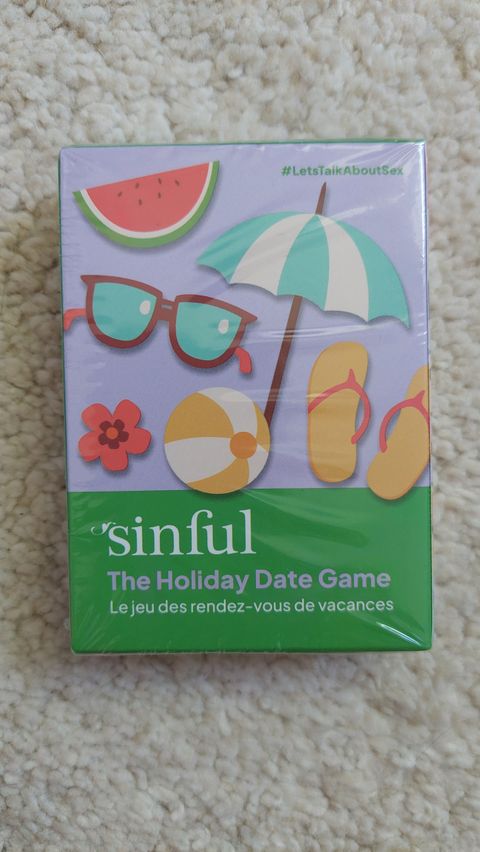 #LetsTalkAboutSex
sinful
The Holiday Date Game
Le jeu des rendez-vous de vacances